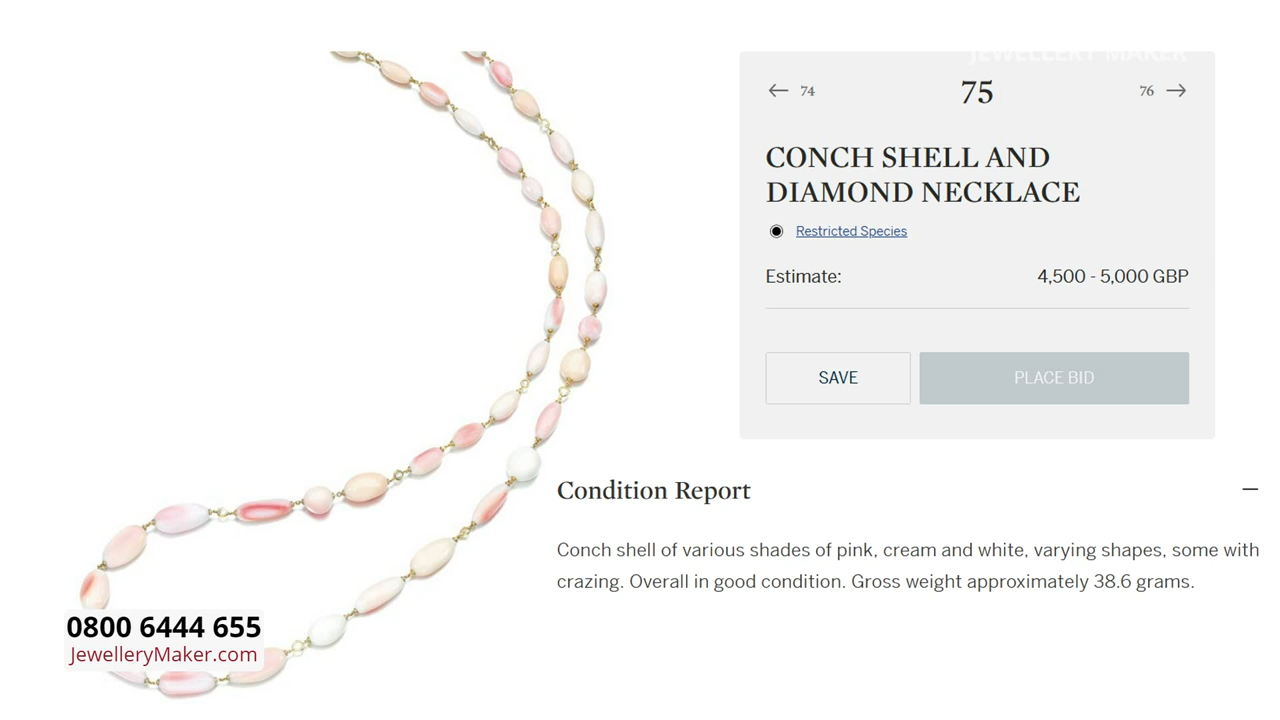 JEWELLERY MAKER
← 74
75
76 →
CONCH SHELL AND
DIAMOND NECKLACE
Restricted Species
Estimate:
4,500 - 5,000 GBP
SAVE
PLACE BID
Condition Report
Conch shell of various shades of pink, cream and white, varying shapes, some with
crazing. Overall in good condition. Gross weight approximately 38.6 grams.
0800 6444 655
JewelleryMaker.com